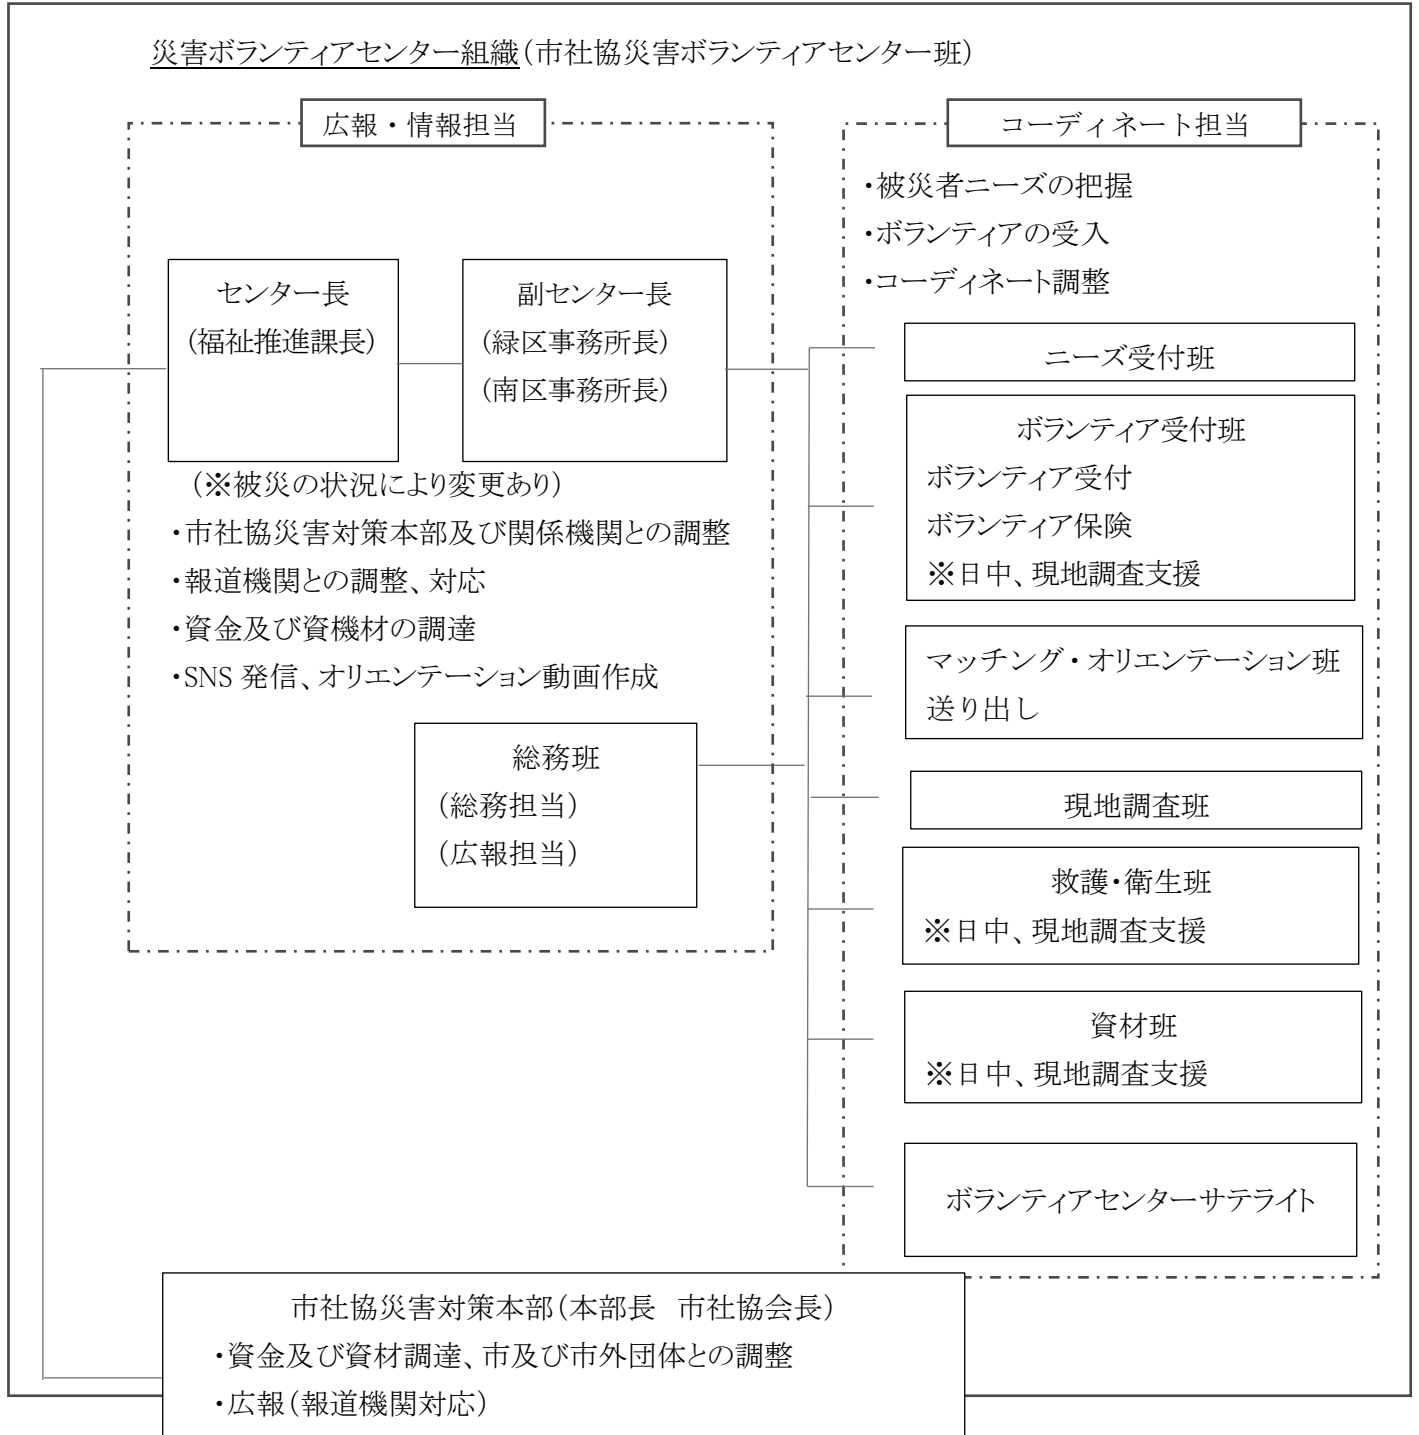 災害ボランティアセンター組織(市社協災害ボランティアセンター班)
広報・情報担当
センター長
(福祉推進課長)
副センター長
(緑区事務所長)
(南区事務所長)
(※被災の状況により変更あり)
・市社協災害対策本部及び関係機関との調整
・報道機関との調整、対応
・資金及び資機材の調達
・SNS 発信、オリエンテーション動画作成
総務班
(総務担当)
(広報担当)
コーディネート担当
・被災者ニーズの把握
・ボランティアの受入
・コーディネート調整
ニーズ受付班
ボランティア受付班
ボランティア受付
ボランティア保険
※日中、現地調査支援
マッチング・オリエンテーション班
送り出し
現地調査班
救護・衛生班
※日中、現地調査支援
資材班
※日中、現地調査支援
ボランティアセンターサテライト
市社協災害対策本部(本部長　市社協会長)
・資金及び資材調達、市及び市外団体との調整
・広報(報道機関対応)